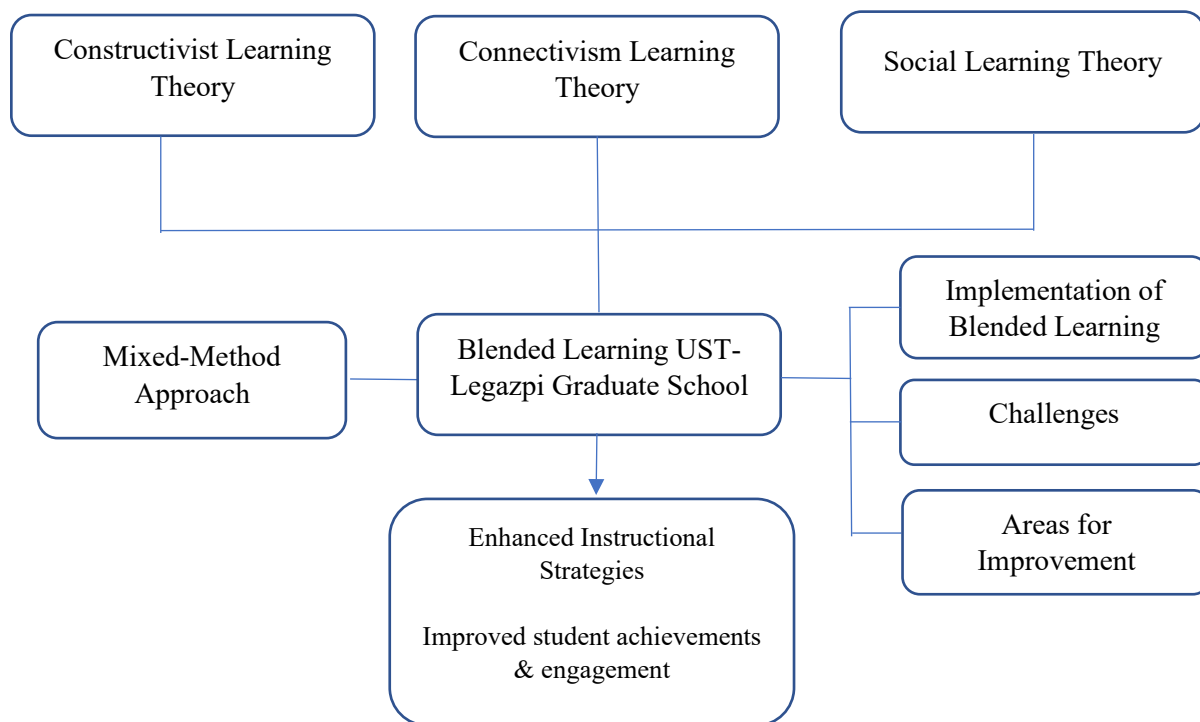 Constructivist Learning
Theory
Connectivism Learning
Theory
Social Learning Theory
Mixed-Method
Approach
Blended Learning UST-
Legazpi Graduate School
Implementation of
Blended Learning
Challenges
Areas for
Improvement
Enhanced Instructional
Strategies
Improved student achievements
& engagement